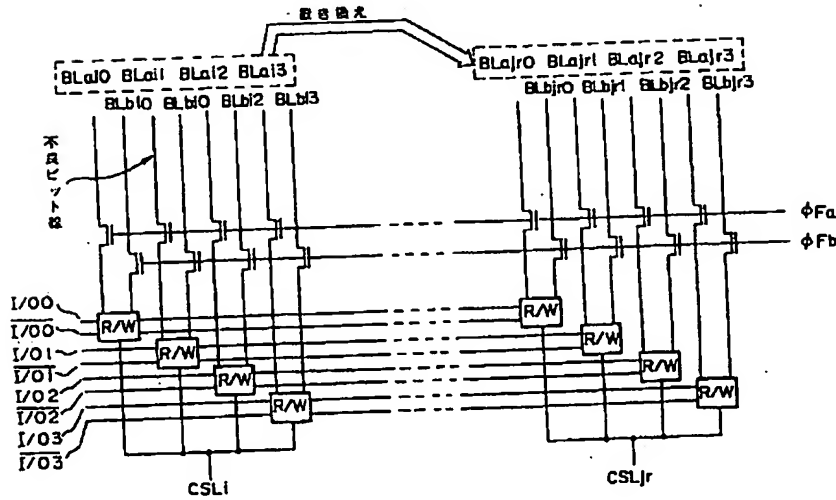 置き換え
BLai0 BLai1 BLai2 BLai3
BLbi0 BLbi0 BLbi2 BLbi3
BLajr0 BLajr1 BLajr2 BLajr3
BLbjr0 BLbjr1 BLbjr2 BLbjr3
不良ビット線
φFa
φFb
I/O0
I/O0
I/O1
I/O1
I/O2
I/O2
I/O3
I/O3
R/W
R/W
R/W
R/W
R/W
R/W
R/W
R/W
CSLi
CSLjr